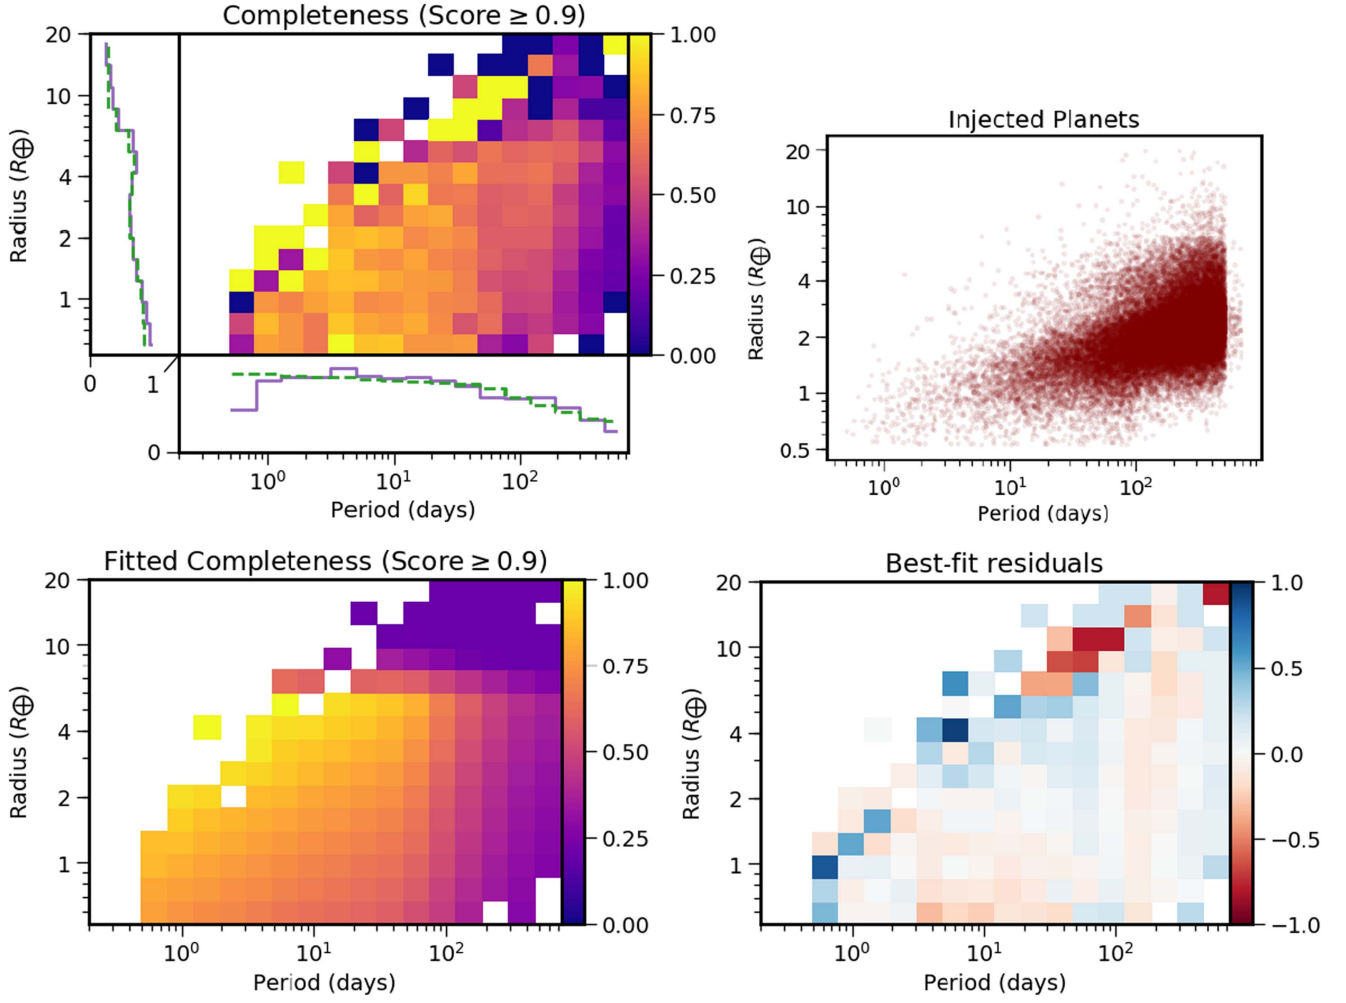 Completeness (Score ≥ 0.9)
20
10
4
2
1
Radius (R⊕)
0 1
0
10⁰ 10¹ 10²
Period (days)
1.00
0.75
0.50
0.25
0.00
Injected Planets
20
10
4
2
1
0.5
Radius (R⊕)
10⁰ 10¹ 10²
Period (days)
Fitted Completeness (Score ≥ 0.9)
20
10
4
2
1
Radius (R⊕)
10⁰ 10¹ 10²
Period (days)
1.00
0.75
0.50
0.25
0.00
Best-fit residuals
20
10
4
2
1
Radius (R⊕)
10⁰ 10¹ 10²
Period (days)
1.0
0.5
0.0
−0.5
−1.0